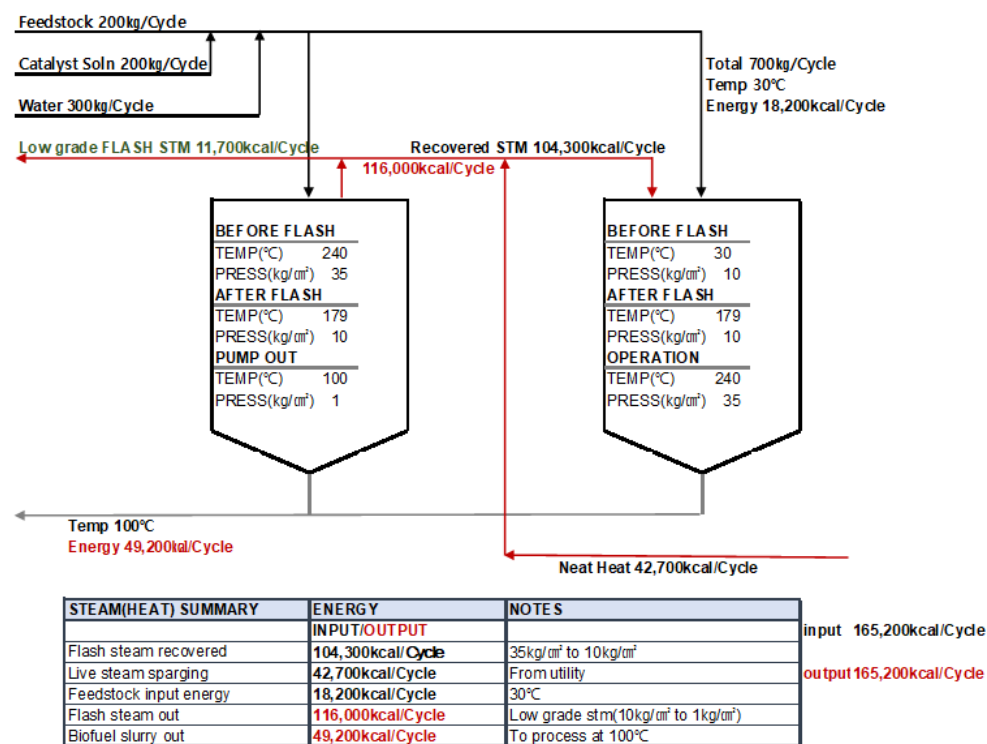 Feedstock 200kg/Cycle
Catalyst Soln 200kg/Cycle
Water 300kg/Cycle
Total 700kg/Cycle
Temp 30℃
Energy 18,200kcal/Cycle
Low grade FLASH STM 11,700kcal/Cycle
Recovered STM 104,300kcal/Cycle
116,000kcal/Cycle
BEFORE FLASH
TEMP(℃) 240
PRESS(kg/㎠) 35
AFTER FLASH
TEMP(℃) 179
PRESS(kg/㎠) 10
PUMP OUT
TEMP(℃) 100
PRESS(kg/㎠) 1
BEFORE FLASH
TEMP(℃) 30
PRESS(kg/㎠) 10
AFTER FLASH
TEMP(℃) 179
PRESS(kg/㎠) 10
OPERATION
TEMP(℃) 240
PRESS(kg/㎠) 35
Temp 100℃
Energy 49,200㎉/Cycle
Neat Heat 42,700kcal/Cycle
STEAM(HEAT) SUMMARY ENERGY NOTES
INPUT/OUTPUT
input 165,200kcal/Cycle
Flash steam recovered 104,300kcal/Cycle 35kg/㎠ to 10kg/㎠
Live steam sparging 42,700kcal/Cycle From utility
output 165,200kcal/Cycle
Feedstock input energy 18,200kcal/Cycle 30℃
Flash steam out 116,000kcal/Cycle Low grade stm(10kg/㎠ to 1kg/㎠)
Biofuel slurry out 49,200kcal/Cycle To process at 100℃